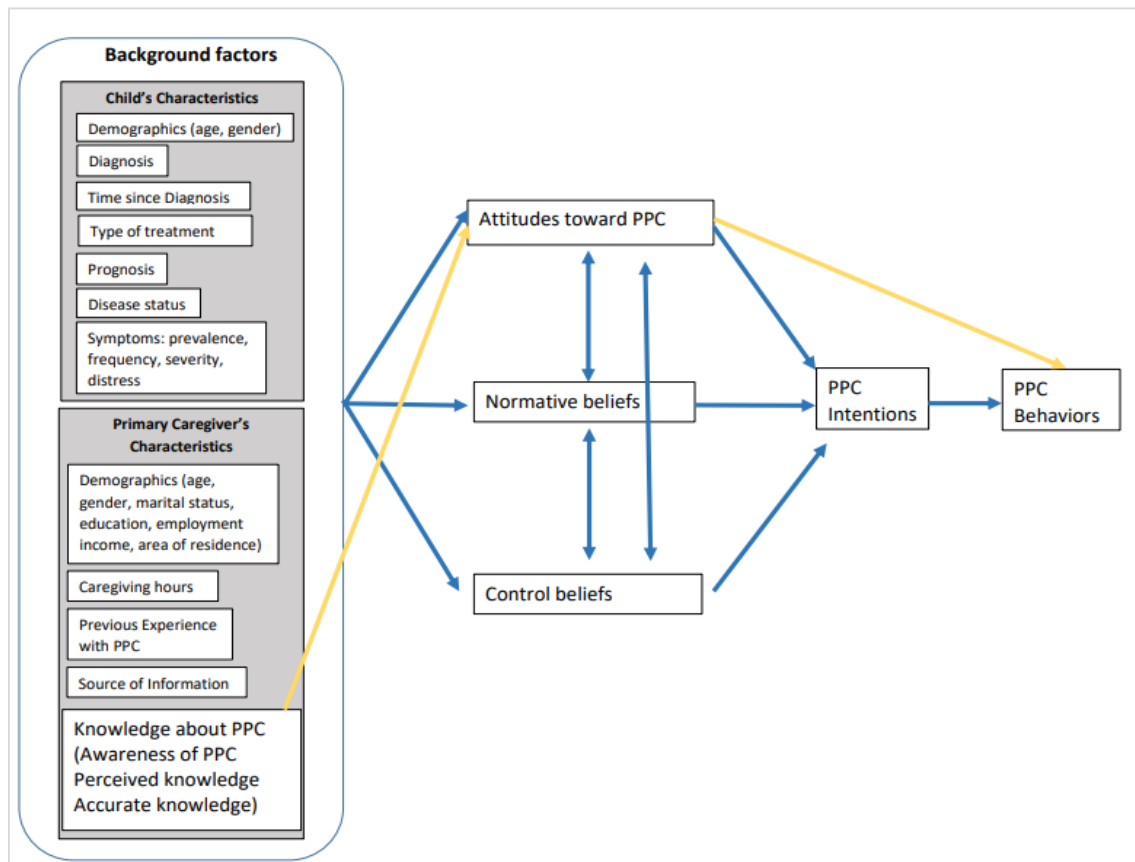 Background factors
Child's Characteristics
Demographics (age, gender)
Diagnosis
Time since Diagnosis
Type of treatment
Prognosis
Disease status
Symptoms: prevalence,
frequency, severity,
distress
Primary Caregiver's
Characteristics
Demographics (age,
gender, marital status,
education, employment
income, area of residence)
Caregiving hours
Previous Experience
with PPC
Source of Information
Knowledge about PPC
(Awareness of PPC
Perceived knowledge
Accurate knowledge)
Attitudes toward PPC
Normative beliefs
Control beliefs
PPC
Intentions
PPC
Behaviors